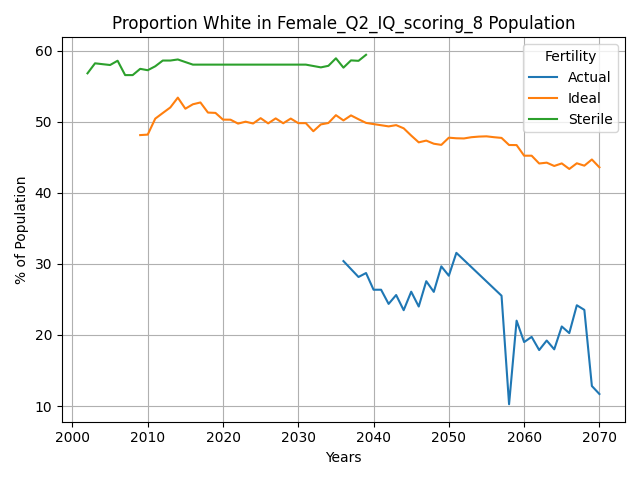 Proportion White in Female_Q2_IQ_scoring_8 Population
% of Population
60
50
40
30
20
10
2000 2010 2020 2030 2040 2050 2060 2070
Years
Fertility
Actual
Ideal
Sterile